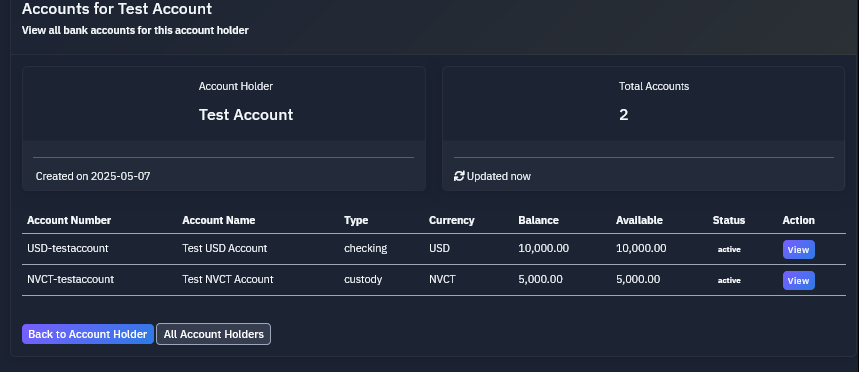 Accounts for Test Account
View all bank accounts for this account holder
Account Holder
Test Account
Created on 2025-05-07
Total Accounts
2
Updated now
Account Number Account Name Type Currency Balance Available Status Action
USD-testaccount Test USD Account checking USD 10,000.00 10,000.00 active View
NVCT-testaccount Test NVCT Account custody NVCT 5,000.00 5,000.00 active View
Back to Account Holder All Account Holders